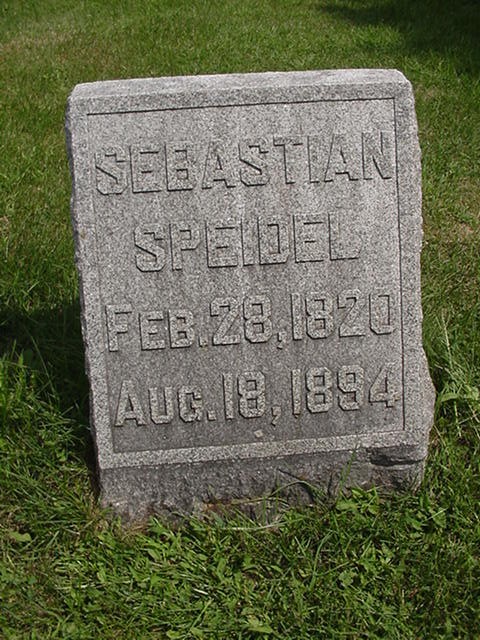 SEBASTIAN
SPEIDEL
FEB. 28, 1820
AUG. 18, 1894